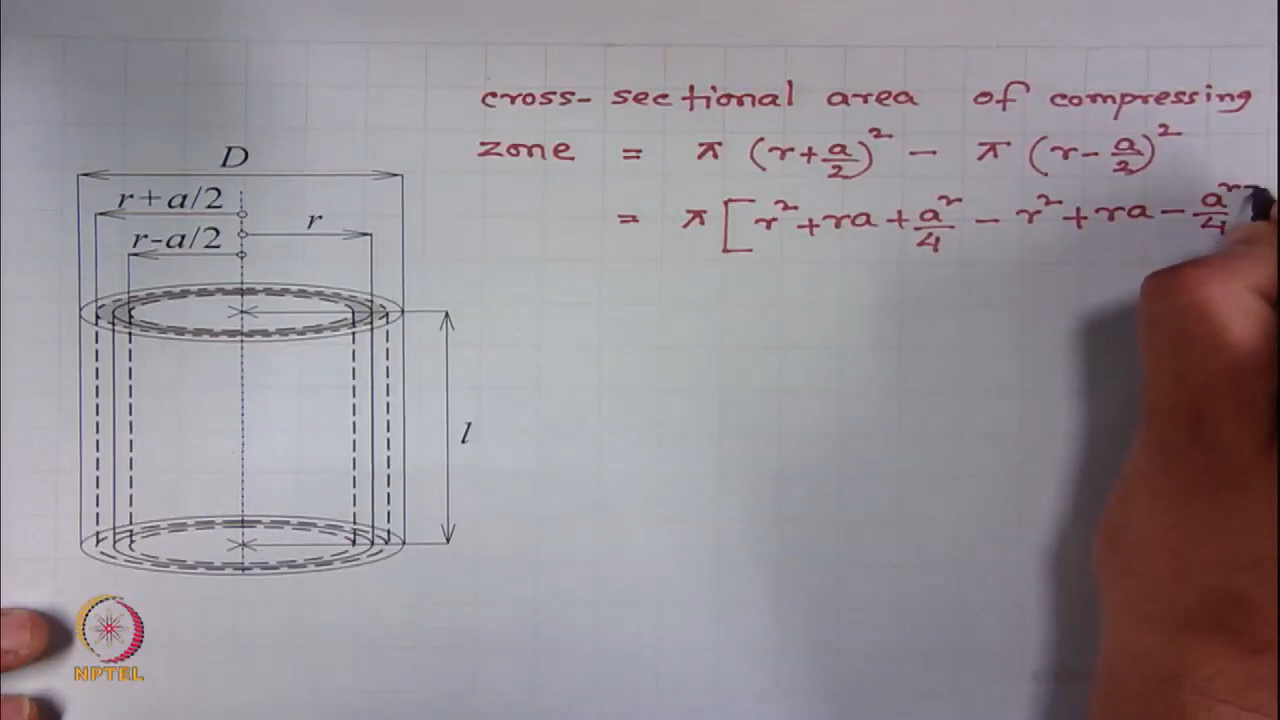 cross-sectional area of compressing
zone = π (r + a/2)² - π (r - a/2)²
= π [r² + ra + a²/4 - r² + ra - a²/4
D
r + a/2
r
r-a/2
l
NPTEL